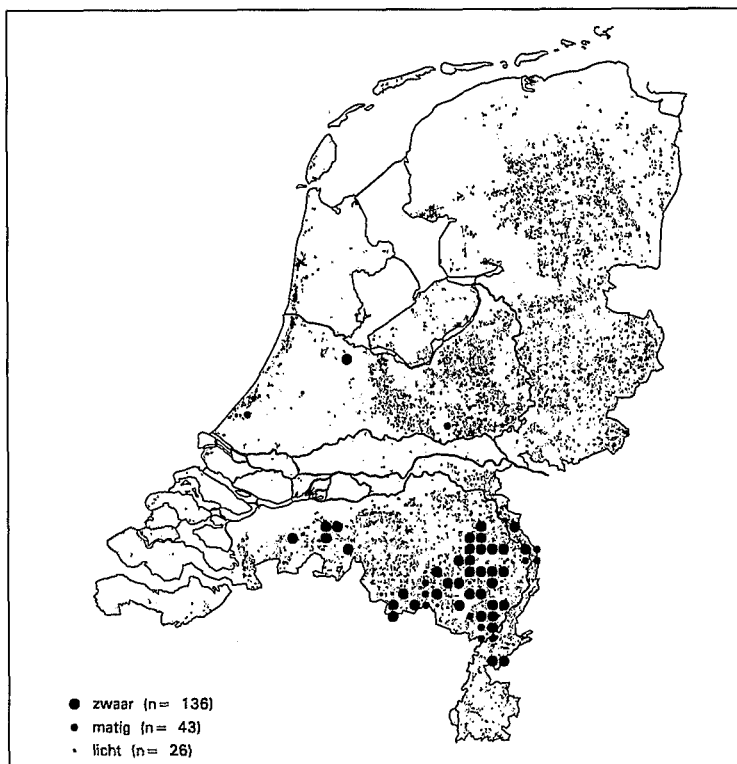 zwaar (n= 136)
matig (n= 43)
licht (n= 26)